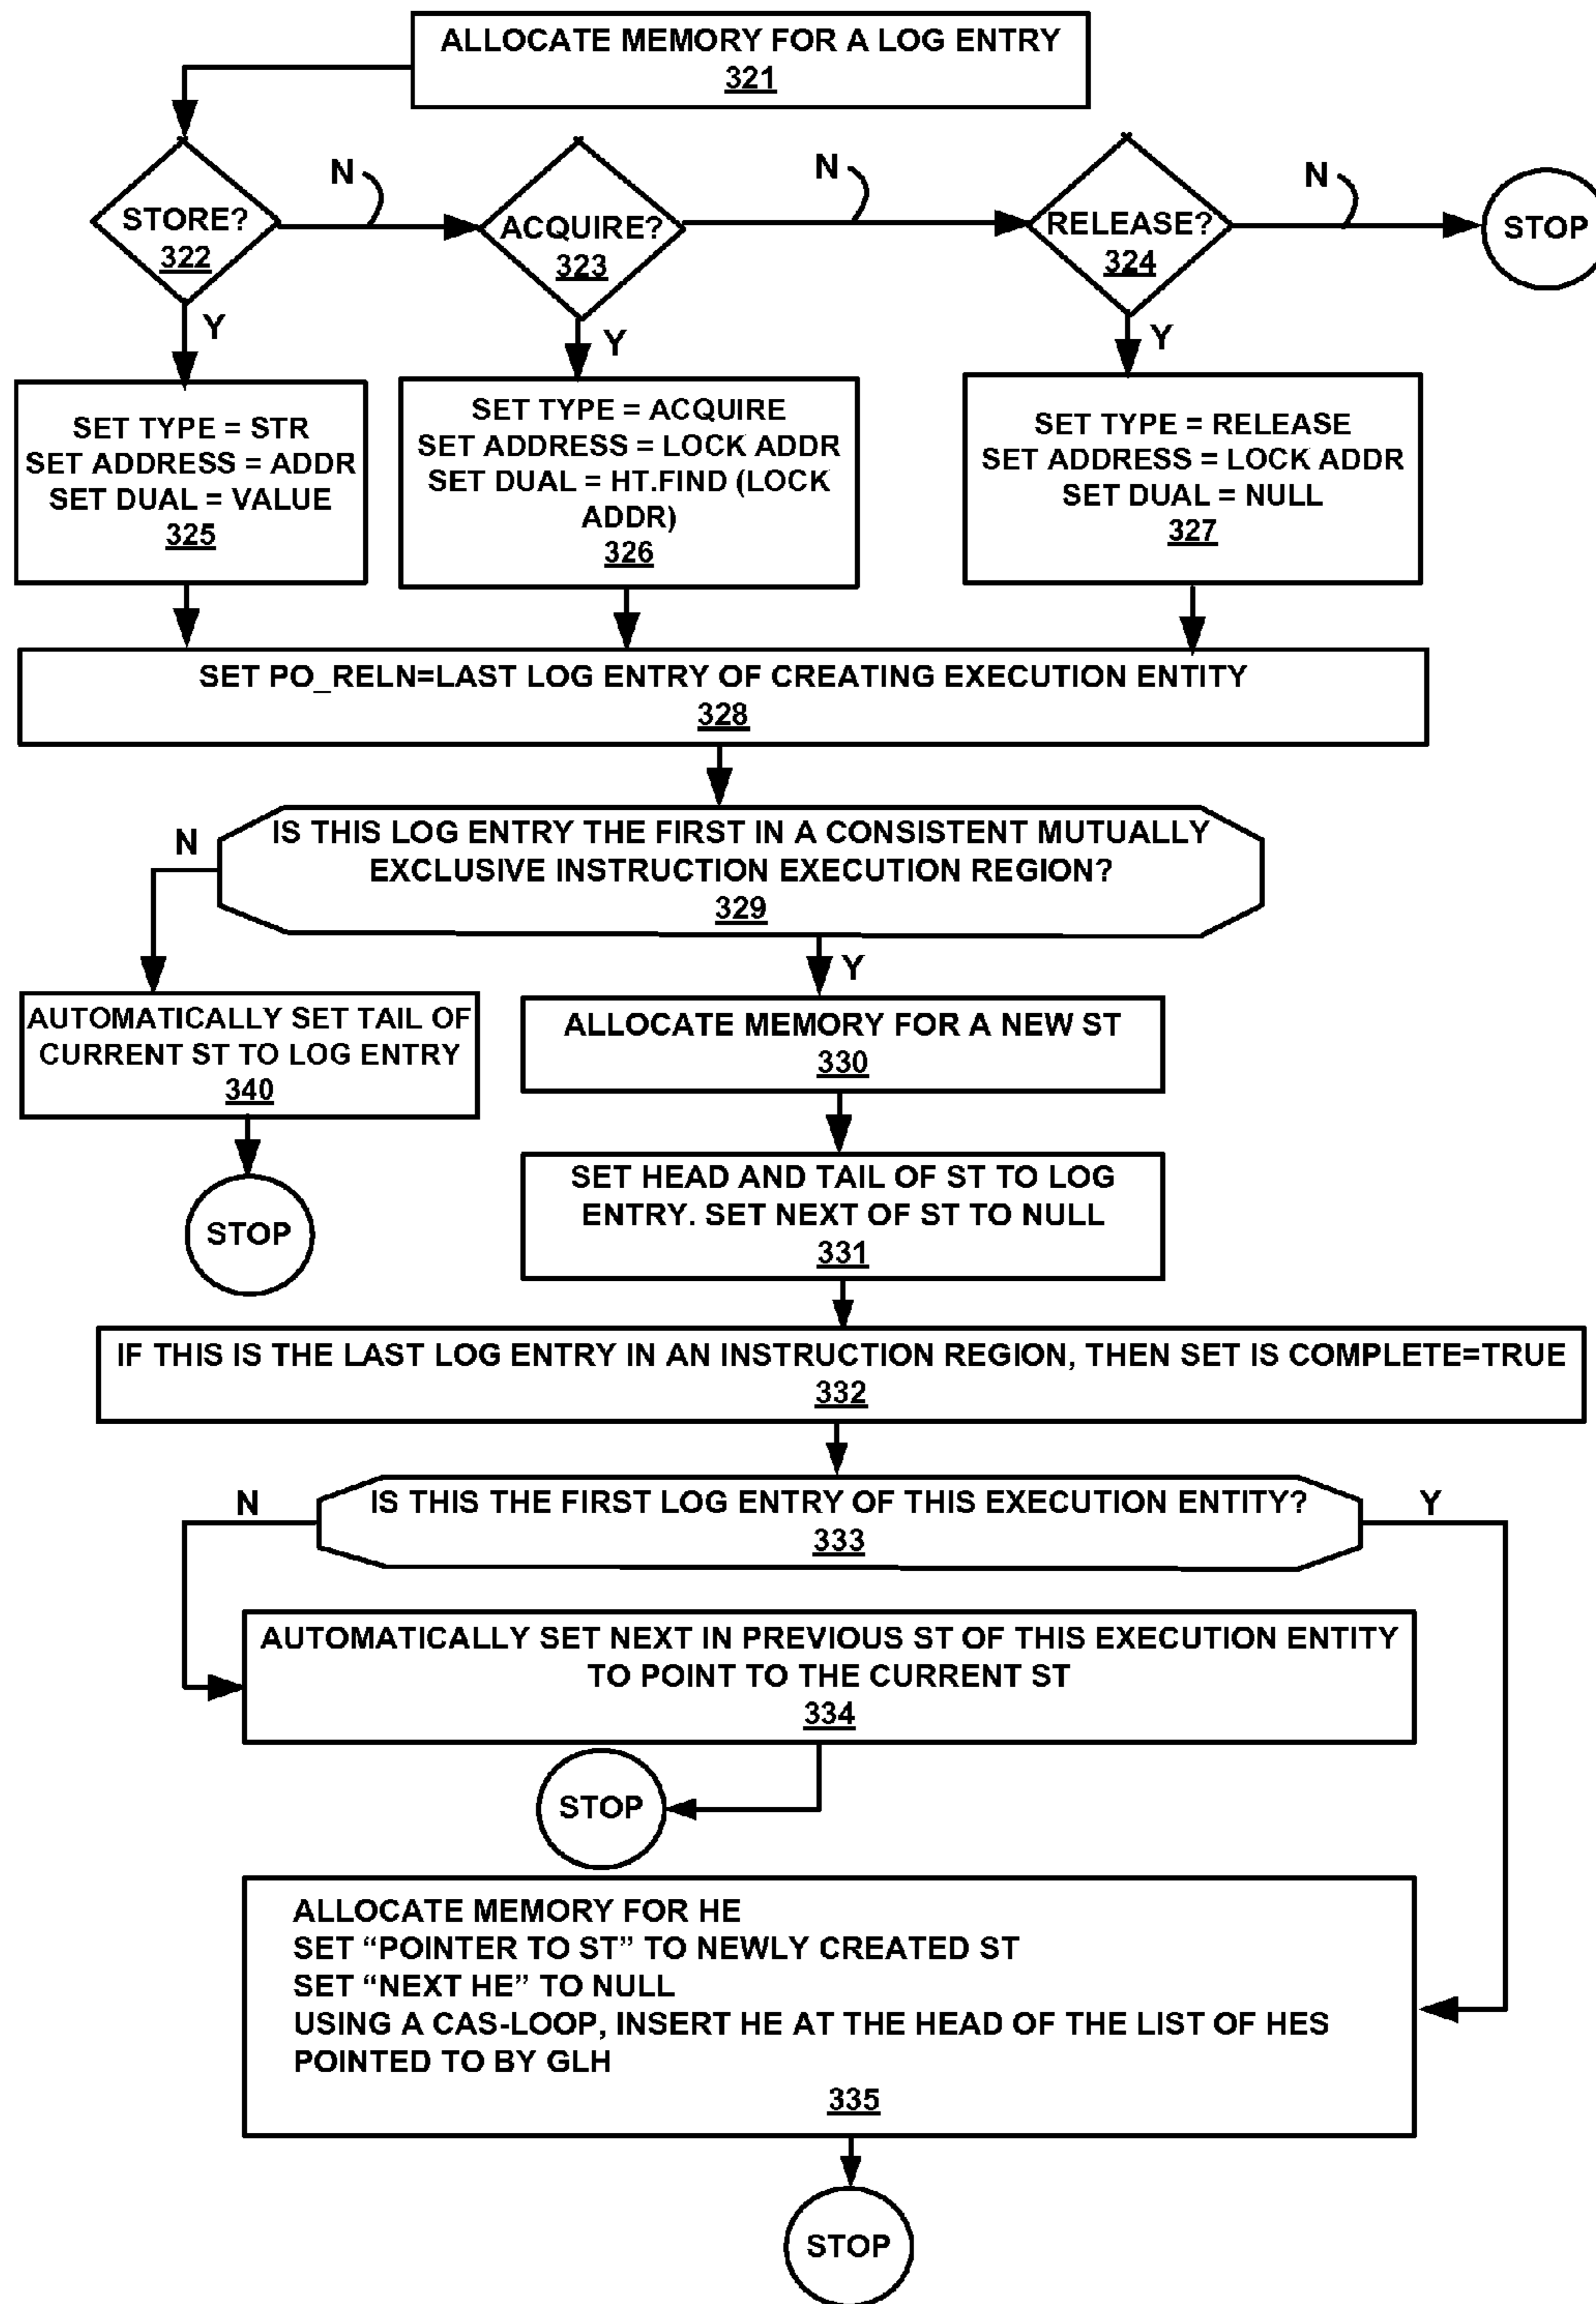 ALLOCATE MEMORY FOR A LOG ENTRY
321
N
N
N
STORE?
322
ACQUIRE?
323
RELEASE?
324
STOP
Y
Y
Y
SET TYPE = STR
SET ADDRESS = ADDR
SET DUAL = VALUE
325
SET TYPE = ACQUIRE
SET ADDRESS = LOCK ADDR
SET DUAL = HT.FIND (LOCK
ADDR)
326
SET TYPE = RELEASE
SET ADDRESS = LOCK ADDR
SET DUAL = NULL
327
SET PO_RELN=LAST LOG ENTRY OF CREATING EXECUTION ENTITY
328
N
IS THIS LOG ENTRY THE FIRST IN A CONSISTENT MUTUALLY
EXCLUSIVE INSTRUCTION EXECUTION REGION?
329
Y
AUTOMATICALLY SET TAIL OF
CURRENT ST TO LOG ENTRY
340
STOP
ALLOCATE MEMORY FOR A NEW ST
330
SET HEAD AND TAIL OF ST TO LOG
ENTRY. SET NEXT OF ST TO NULL
331
IF THIS IS THE LAST LOG ENTRY IN AN INSTRUCTION REGION, THEN SET IS COMPLETE=TRUE
332
N
IS THIS THE FIRST LOG ENTRY OF THIS EXECUTION ENTITY?
333
Y
AUTOMATICALLY SET NEXT IN PREVIOUS ST OF THIS EXECUTION ENTITY
TO POINT TO THE CURRENT ST
334
STOP
ALLOCATE MEMORY FOR HE
SET “POINTER TO ST” TO NEWLY CREATED ST
SET “NEXT HE” TO NULL
USING A CAS-LOOP, INSERT HE AT THE HEAD OF THE LIST OF HES
POINTED TO BY GLH
335
STOP